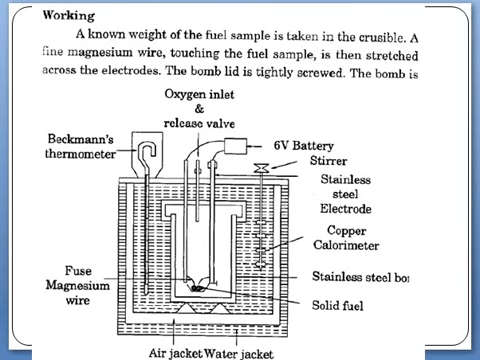 Working
A known weight of the fuel sample is taken in the crusible. A
fine magnesium wire, touching the fuel sample, is then stretched
across the electrodes. The bomb lid is tightly screwed. The bomb is
Oxygen inlet
&
release valve
Beckmann's
thermometer
6V Battery
Stirrer
Stainless
steel
Electrode
Copper
Calorimeter
Fuse
Magnesium
wire
Stainless steel bo
Solid fuel
Air jacket Water jacket